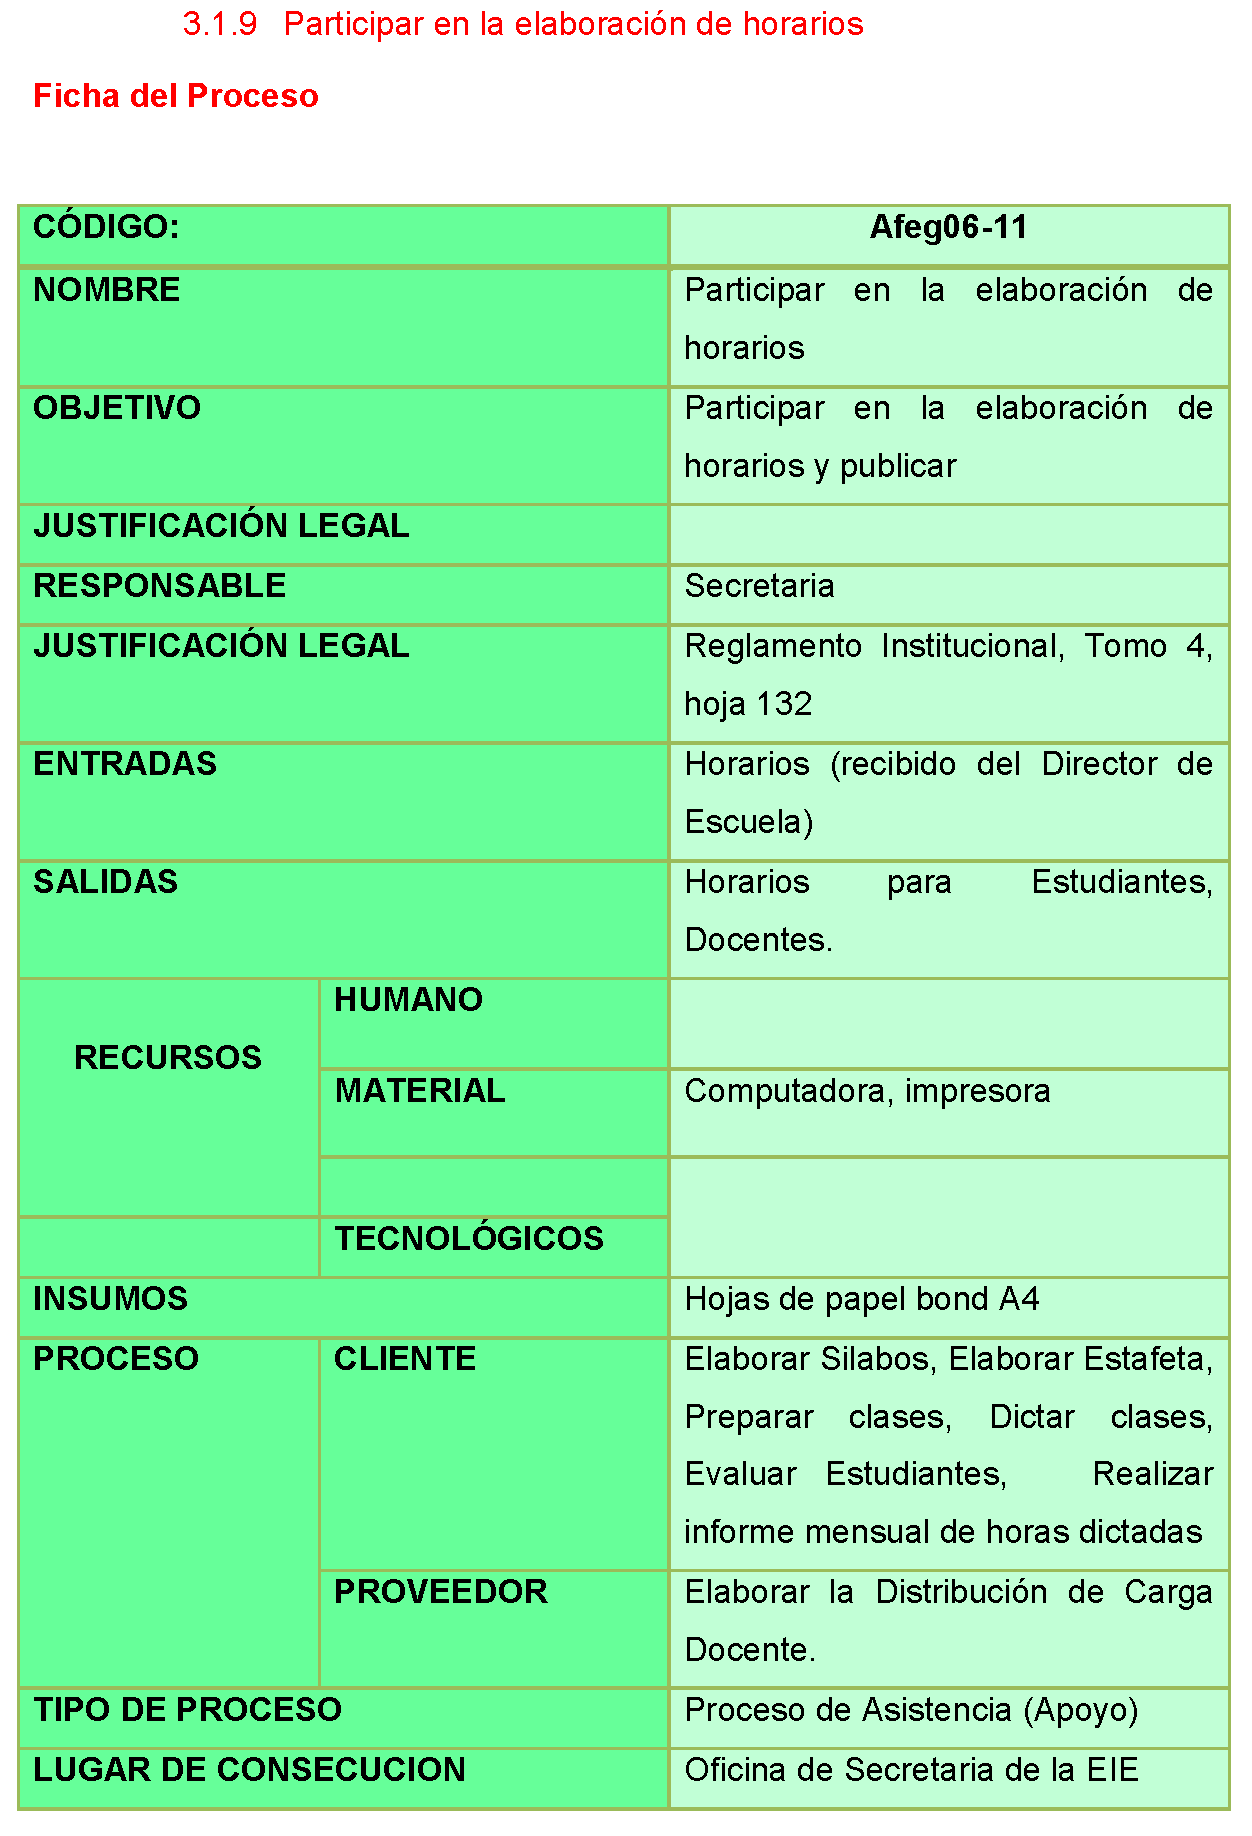 3.1.9 Participar en la elaboración de horarios
Ficha del Proceso
CÓDIGO: Afeg06-11
NOMBRE Participar en la elaboración de
horarios
OBJETIVO Participar en la elaboración de
horarios y publicar
JUSTIFICACIÓN LEGAL
RESPONSABLE Secretaria
JUSTIFICACIÓN LEGAL Reglamento Institucional, Tomo 4,
hoja 132
ENTRADAS Horarios (recibido del Director de
Escuela)
SALIDAS Horarios para Estudiantes,
Docentes.
HUMANO
RECURSOS
MATERIAL Computadora, impresora
TECNOLÓGICOS
INSUMOS Hojas de papel bond A4
PROCESO CLIENTE Elaborar Silabos, Elaborar Estafeta,
Preparar clases, Dictar clases,
Evaluar Estudiantes, Realizar
informe mensual de horas dictadas
PROVEEDOR Elaborar la Distribución de Carga
Docente.
TIPO DE PROCESO Proceso de Asistencia (Apoyo)
LUGAR DE CONSECUCION Oficina de Secretaria de la EIE